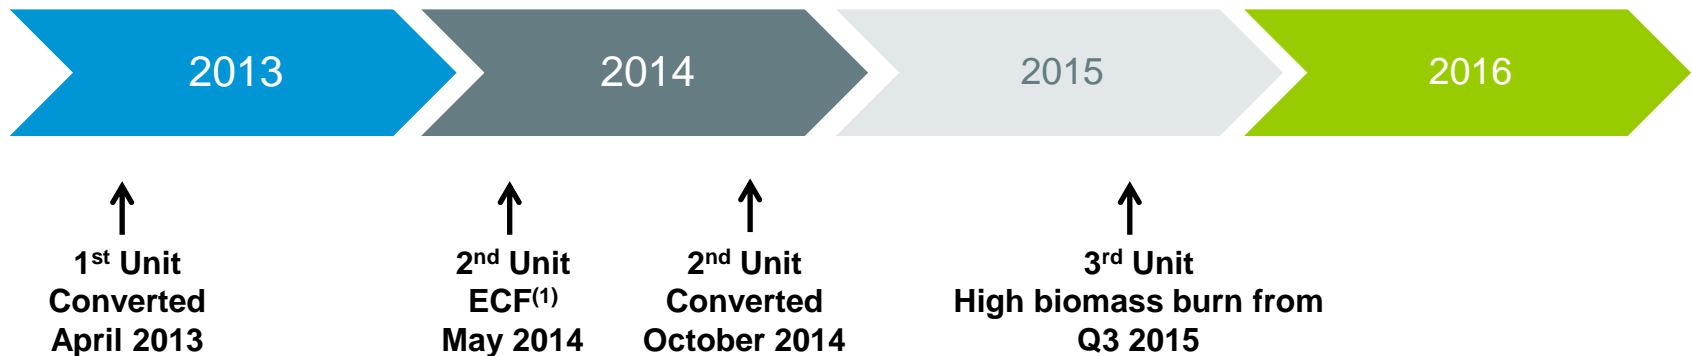 2013
2014
2015
2016
1st Unit
Converted
April 2013
2nd Unit
ECF(1)
May 2014
2nd Unit
Converted
October 2014
3rd Unit
High biomass burn from
Q3 2015